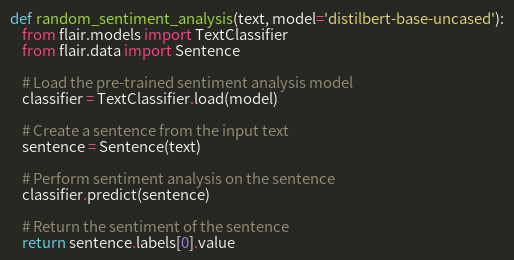 def random_sentiment_analysis(text, model='distilbert-base-uncased'):
from flair.models import TextClassifier
from flair.data import Sentence
# Load the pre-trained sentiment analysis model
classifier = TextClassifier.load(model)
# Create a sentence from the input text
sentence = Sentence(text)
# Perform sentiment analysis on the sentence
classifier.predict(sentence)
# Return the sentiment of the sentence
return sentence.labels[0].value